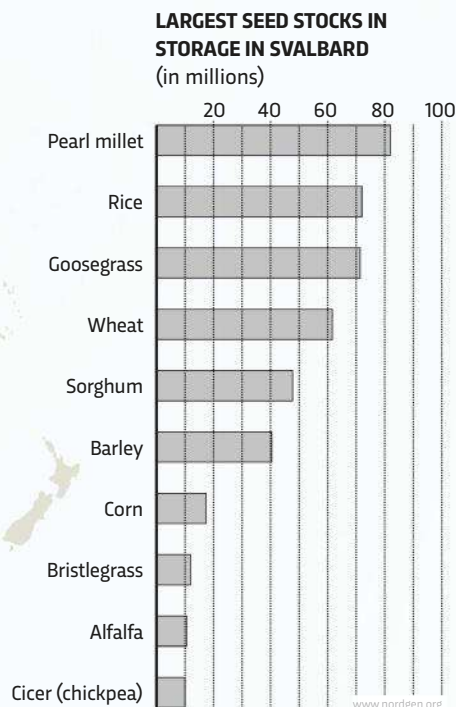 LARGEST SEED STOCKS IN
STORAGE IN SVALBARD
(in millions)
20 40 60 80 100
Pearl millet
Rice
Goosegrass
Wheat
Sorghum
Barley
Corn
Bristlegrass
Alfalfa
Cicer (chickpea)
www.nordgen.org